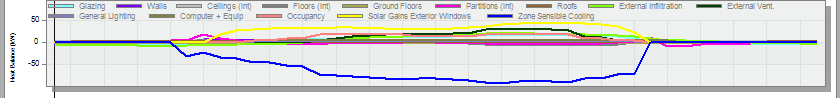 Glazing Walls Ceilings (int) Floors (int) Ground Floors Partitions (int) Roofs External Infiltration External Vent.
General Lighting Computer + Equip Occupancy Solar Gains Exterior Windows Zone Sensible Cooling
Heat Balance (kW)
50
0
-50